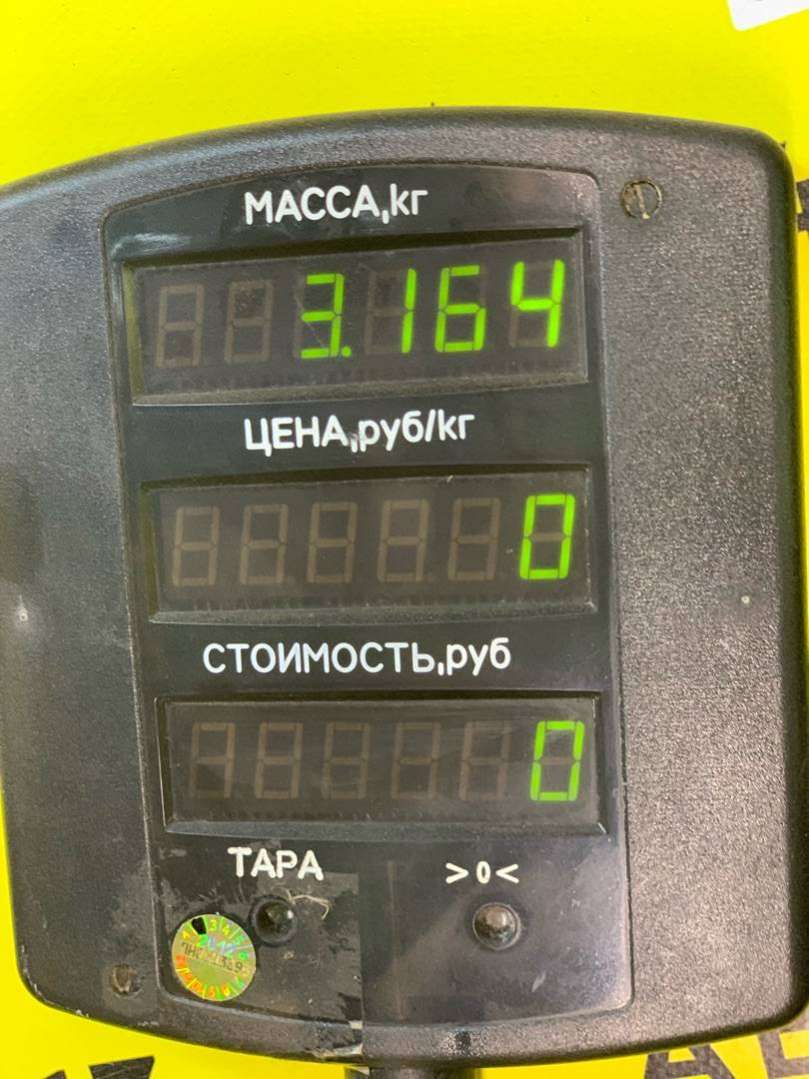 МАССА,кг
3.164
ЦЕНА,руб/кг
0
СТОИМОСТЬ,руб
0
ТАРА >0<